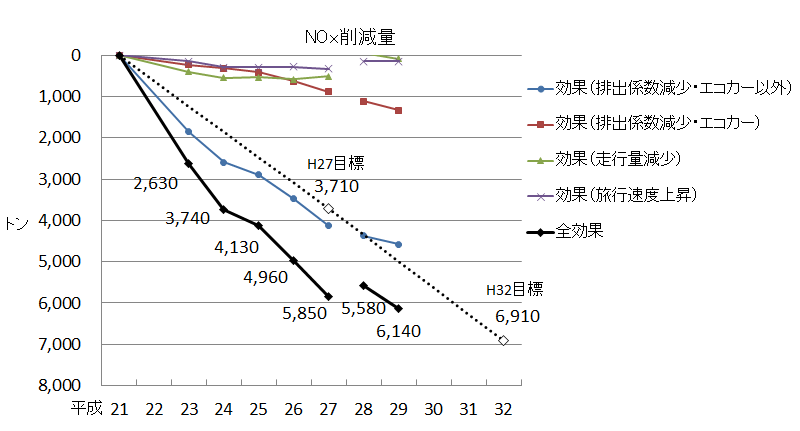 NO×削減量
0
1,000
2,000
3,000
4,000
5,000
6,000
7,000
8,000
トン
平成 21 22 23 24 25 26 27 28 29 30 31 32
2,630
3,740
4,130
4,960
5,850
5,580
6,140
H27目標
3,710
H32目標
6,910
効果(排出係数減少・エコカー以外)
効果(排出係数減少・エコカー)
効果(走行量減少)
効果(旅行速度上昇)
全効果